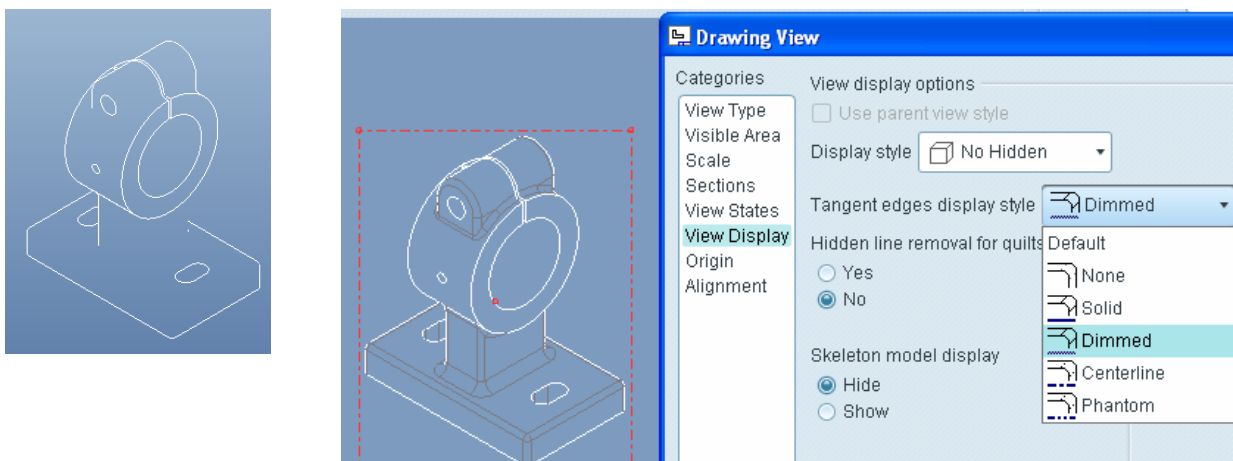 Drawing Vie
Categories
View Type
Visible Area
Scale
Sections
View States
View Display
Origin
Alignment
View display options
Use parent view style
Display style No Hidden
Tangent edges display style Dimmed
Hidden line removal for quilts
Yes
No
Skeleton model display
Hide
Show
Default
None
Solid
Dimmed
Centerline
Phantom